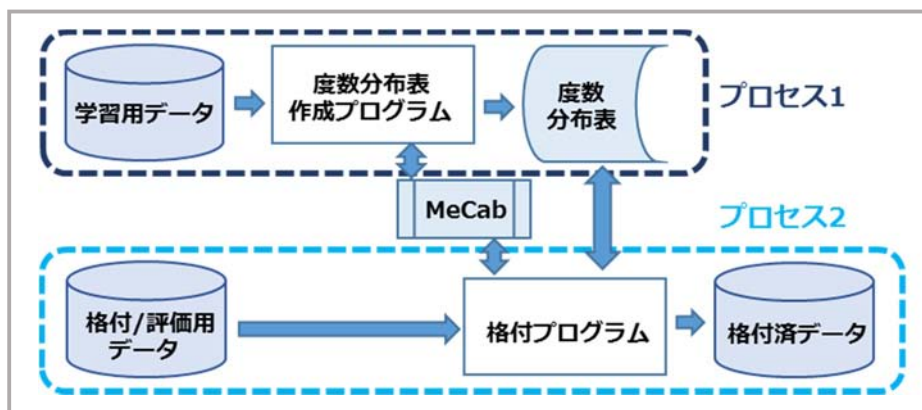 学習用データ
度数分布表
作成プログラム
度数
分布表
プロセス1
MeCab
プロセス2
格付/評価用
データ
格付プログラム
格付済データ